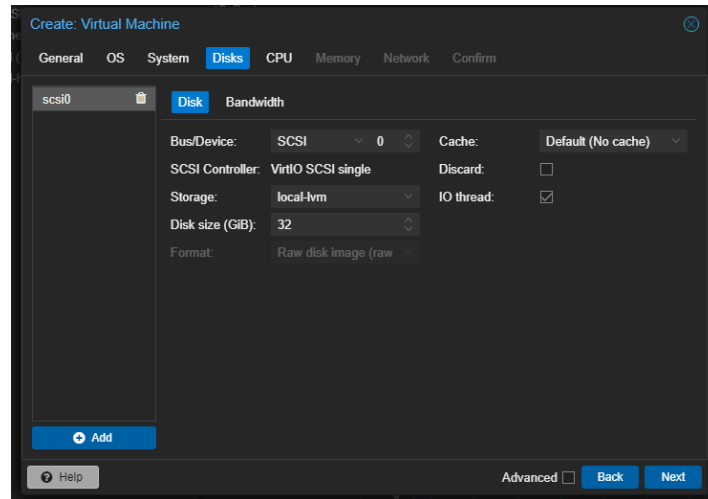 Create: Virtual Machine
General OS System Disks CPU Memory Network Confirm
scsi0
Disk Bandwidth
Bus/Device: SCSI 0
SCSI Controller: VirtIO SCSI single
Storage: local-lvm
Disk size (GiB): 32
Format: Raw disk image (raw
Cache: Default (No cache)
Discard:
IO thread:
Add
Help
Advanced
Back
Next